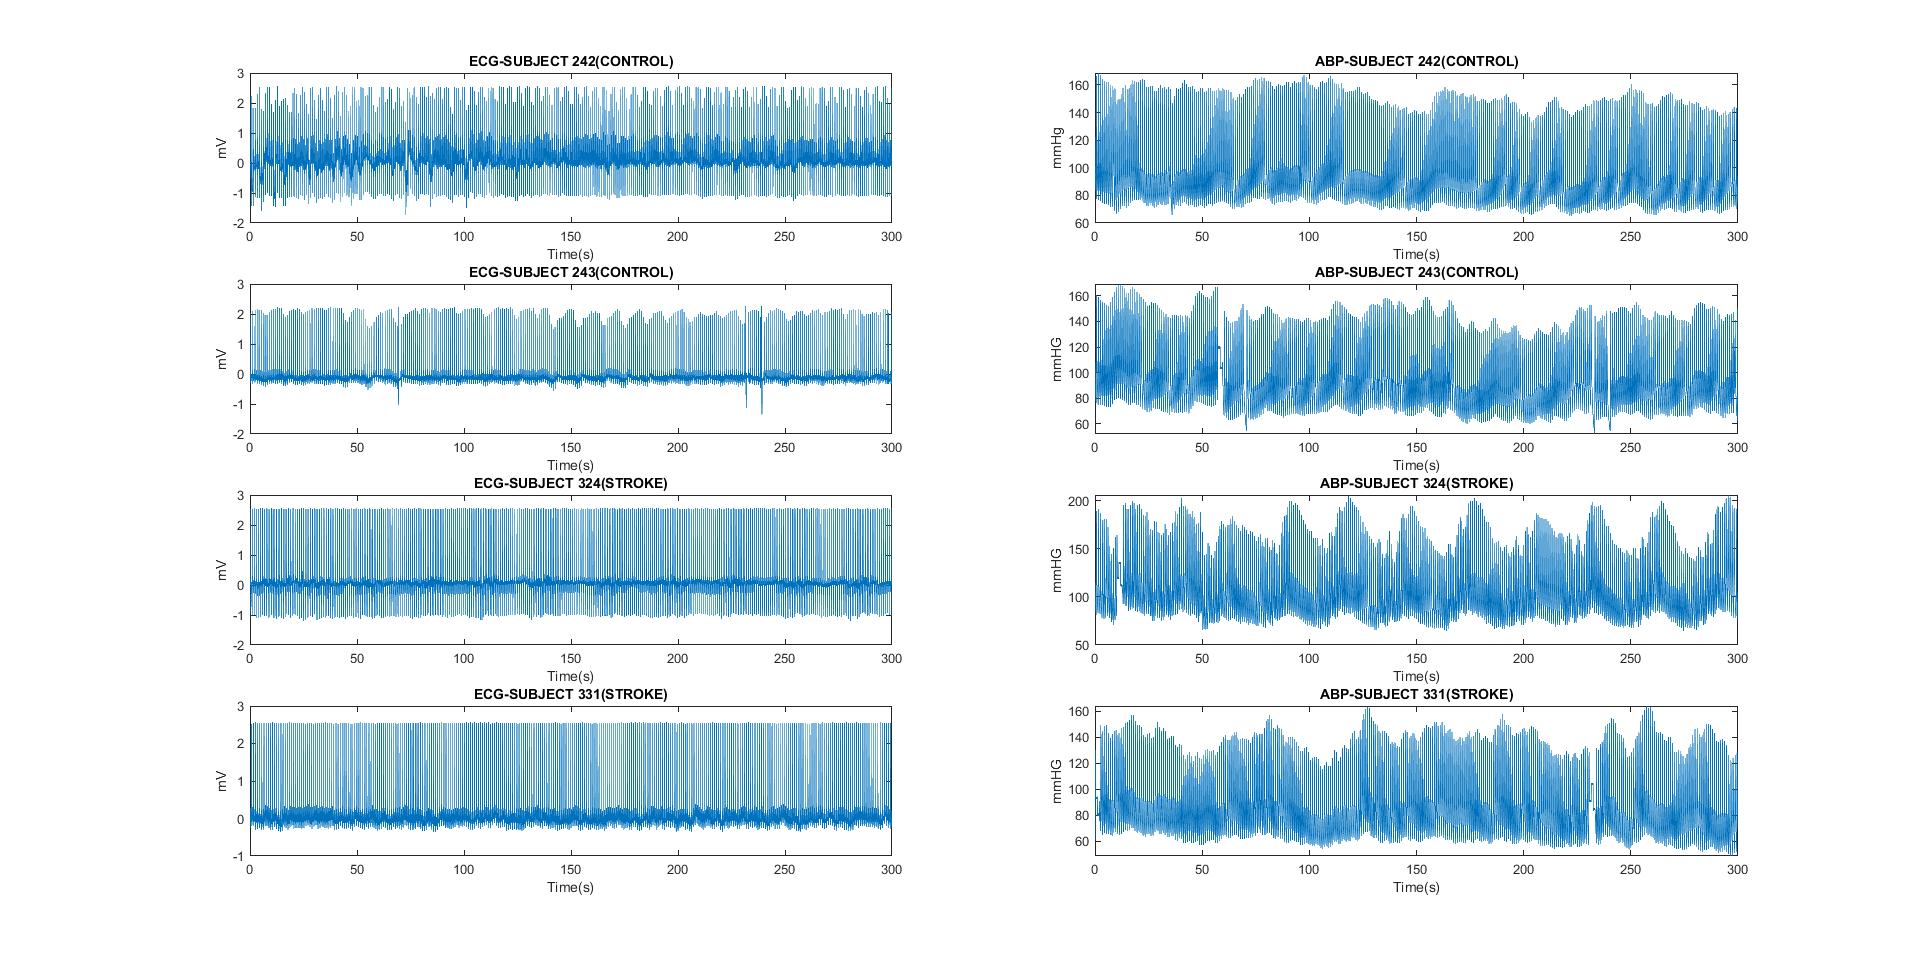 ECG-SUBJECT 242(CONTROL)
3
2
1
0
-1
-2
mV
0 50 100 150 200 250 300
Time(s)
ABP-SUBJECT 242(CONTROL)
160
140
120
100
80
60
mmHg
0 50 100 150 200 250 300
Time(s)
ECG-SUBJECT 243(CONTROL)
3
2
1
0
-1
-2
mV
0 50 100 150 200 250 300
Time(s)
ABP-SUBJECT 243(CONTROL)
160
140
120
100
80
60
mmHG
0 50 100 150 200 250 300
Time(s)
ECG-SUBJECT 324(STROKE)
3
2
1
0
-1
-2
mV
0 50 100 150 200 250 300
Time(s)
ABP-SUBJECT 324(STROKE)
200
150
100
50
mmHG
0 50 100 150 200 250 300
Time(s)
ECG-SUBJECT 331(STROKE)
3
2
1
0
-1
mV
0 50 100 150 200 250 300
Time(s)
ABP-SUBJECT 331(STROKE)
160
140
120
100
80
60
mmHG
0 50 100 150 200 250 300
Time(s)